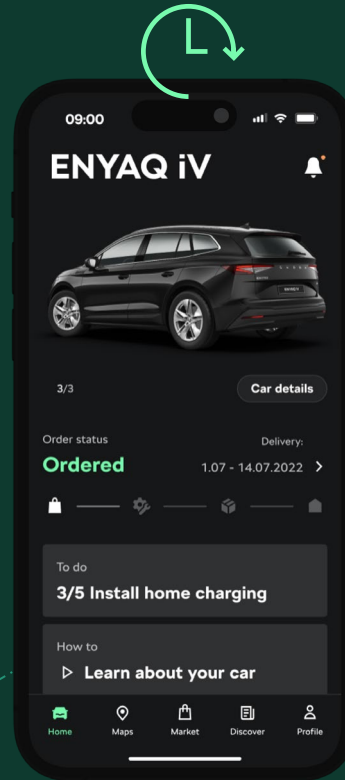 09:00
ENYAQ iV
3/3
Car details
Order status
Delivery:
Ordered
1.07 - 14.07.2022
To do
3/5 Install home charging
How to
Learn about your car
Home Maps Market Discover Profile